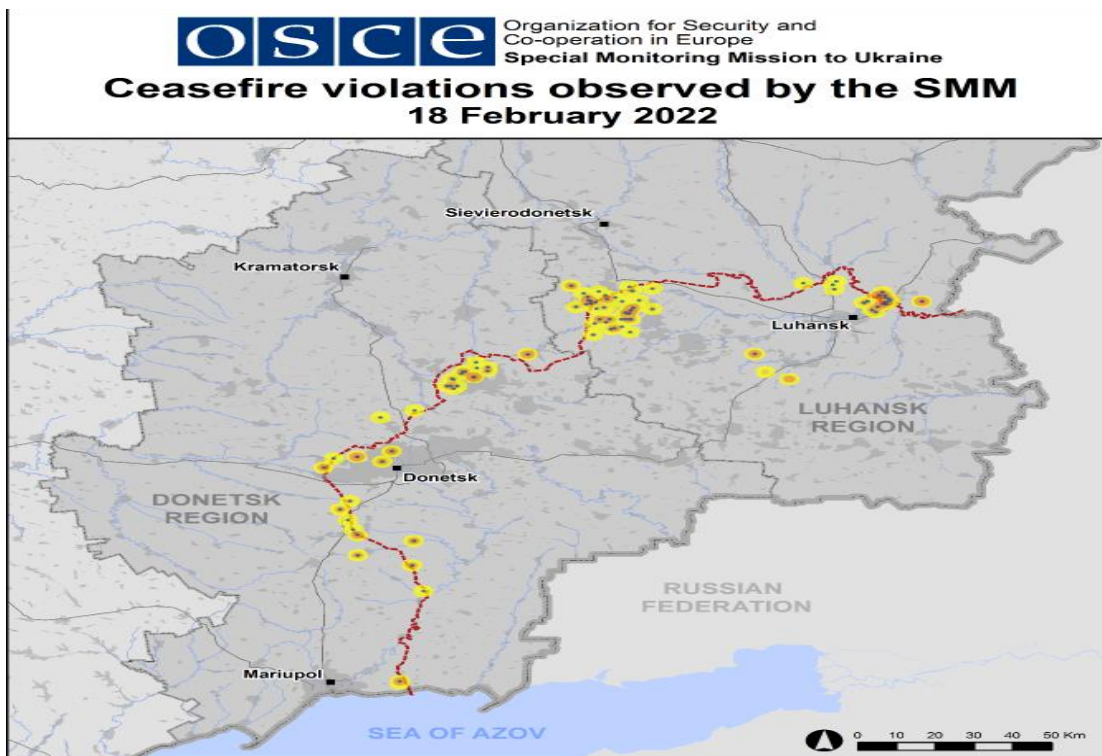 osce
Organization for Security and
Co-operation in Europe
Special Monitoring Mission to Ukraine
Ceasefire violations observed by the SMM
18 February 2022
Sievierodonetsk
Kramatorsk
Luhansk
LUHANSK
REGION
Donetsk
DONETSK
REGION
RUSSIAN
FEDERATION
Mariupol
SEA OF AZOV
0 10 20 30 40 50 Km